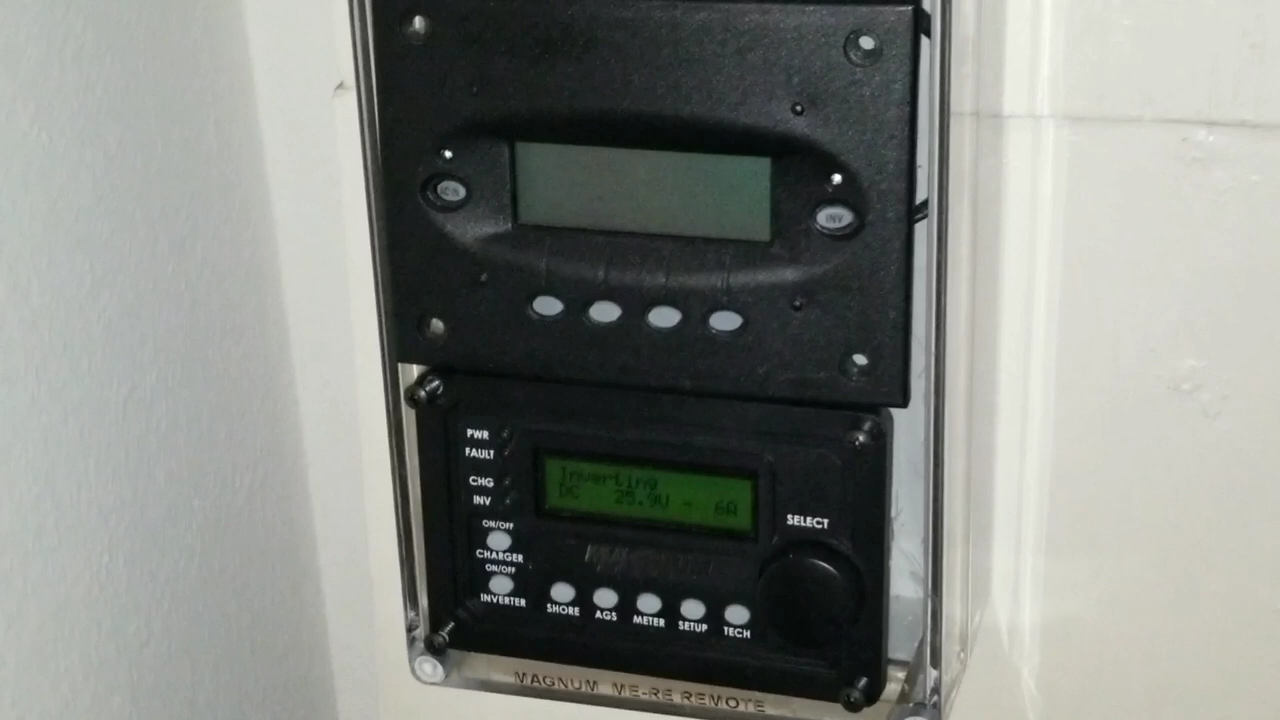 INV
PWR
FAULT
CHG
INV
Inverting
DC 25.9V - 6A
ON/OFF
CHARGER
ON/OFF
INVERTER
SELECT
SHORE
AGS
METER
SETUP
TECH
MAGNUM ME-RE REMOTE